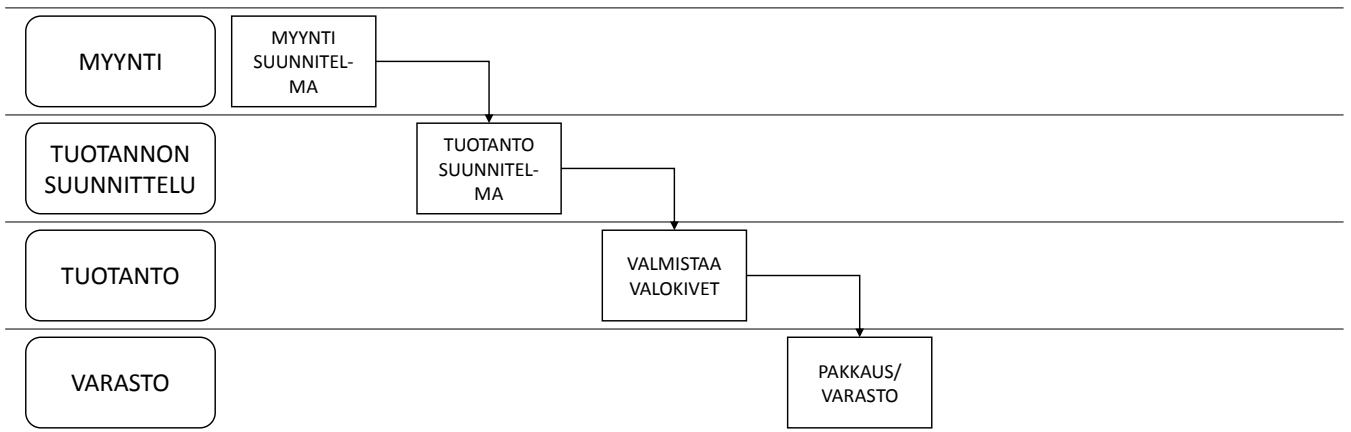 MYYNTI
MYYNTI
SUUNNITEL-
MA
TUOTANNON
SUUNNITTELU
TUOTANTO
SUUNNITEL-
MA
TUOTANTO
VALMISTAA
VALOKIVET
VARASTO
PAKKAUS/
VARASTO